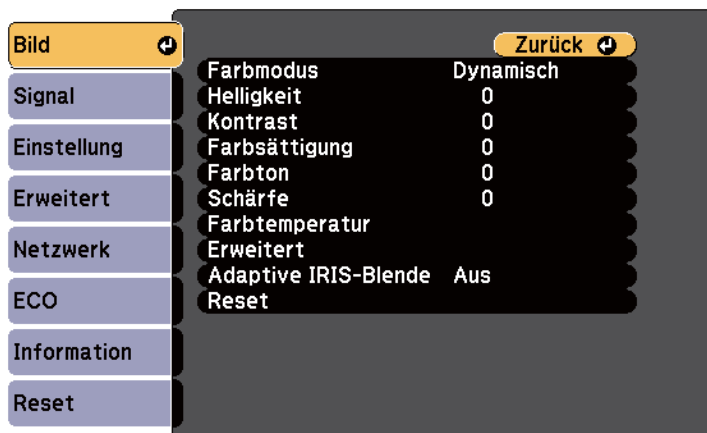 Bild
Signal
Einstellung
Erweitert
Netzwerk
ECO
Information
Reset
Zurück
Farbmodus Dynamisch
Helligkeit 0
Kontrast 0
Farbsättigung 0
Farbton 0
Schärfe 0
Farbtemperatur
Erweitert
Adaptive IRIS-Blende Aus
Reset